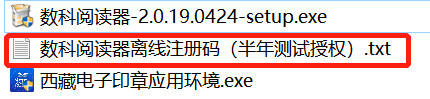 数科阅读器-2.0.19.0424-setup.exe
数科阅读器离线注册码（半年测试授权）.txt
西藏电子印章应用环境.exe